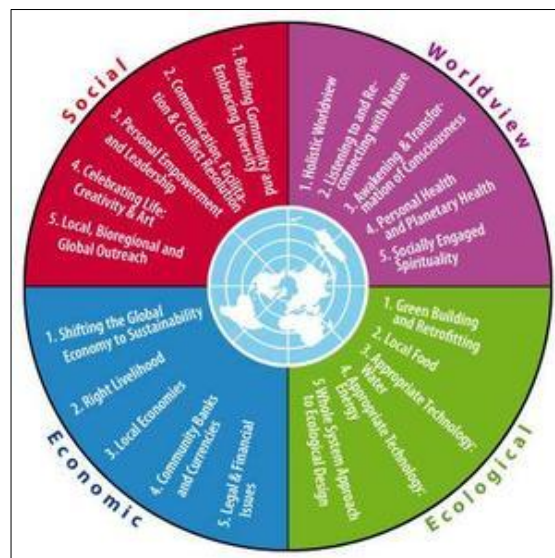 Social
1. Building Community and
Embracing Diversity
2. Communication, Facilita-
tion & Conflict Resolution
3. Personal Empowerment
and Leadership
4. Celebrating Life:
Creativity & Art
5. Local, Bioregional and
Global Outreach
Worldview
1. Holistic Worldview
2. Listening to and Re-
connecting with Nature
3. Awakening & Transfor-
mation of Consciousness
4. Personal Health
and Planetary Health
5. Socially Engaged
Spirituality
Economic
1. Shifting the Global
Economy to Sustainability
2. Right Livelihood
3. Local Economies
4. Community Banks
and Currencies
5. Legal & Financial
Issues
Ecological
1. Green Building
and Retrofitting
2. Local Food
3. Appropriate Technology:
Water
4. Appropriate Technology:
Energy
5 Whole System Approach
to Ecological Design